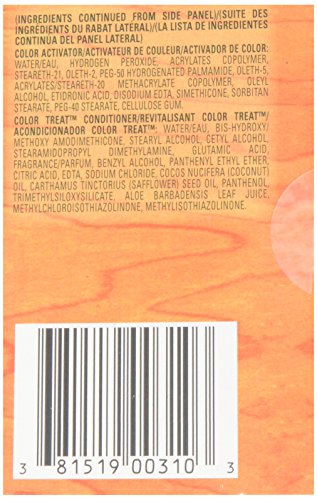 (INGREDIENTS CONTINUED FROM SIDE PANEL)/(SUITE DES
INGRÉDIENTS DU RABAT LATERAL)/(LA LISTA DE INGREDIENTES
CONTINUA DEL PANEL LATERAL)
COLOR ACTIVATOR/ACTIVATEUR DE COULEUR/ACTIVADOR DE COLOR:
WATER/EAU, HYDROGEN PEROXIDE, ACRYLATES COPOLYMER,
STEARETH-21, OLETH-2, PEG-50 HYDROGENATED PALMAMIDE, OLETH-5,
ACRYLATES/STEARETH-20 METHACRYLATE COPOLYMER, OLEYL
ALCOHOL, ETIDRONIC ACID, DISODIUM EDTA, SIMETHICONE, SORBITAN
STEARATE, PEG-40 STEARATE, CELLULOSE GUM.
COLOR TREAT™ CONDITIONER/REVITALISANT COLOR TREAT™/
ACONDICIONADOR COLOR TREAT™: WATER/EAU, BIS-HYDROXY/
METHOXY AMODIMETHICONE, STEARYL ALCOHOL, CETYL ALCOHOL,
STEARAMIDOPROPYL DIMETHYLAMINE, GLUTAMIC ACID,
FRAGRANCE/PARFUM, BENZYL ALCOHOL, PANTHENYL ETHYL ETHER,
CITRIC ACID, EDTA, SODIUM CHLORIDE, COCOS NUCIFERA (COCONUT)
OIL, CARTHAMUS TINCTORIUS (SAFFLOWER) SEED OIL, PANTHENOL,
TRIMETHYLSILOXYSILICATE, ALOE BARBADENSIS LEAF JUICE,
METHYLCHLOROISOTHIAZOLINONE, METHYLISOTHIAZOLINONE.
3 81519 00310 3